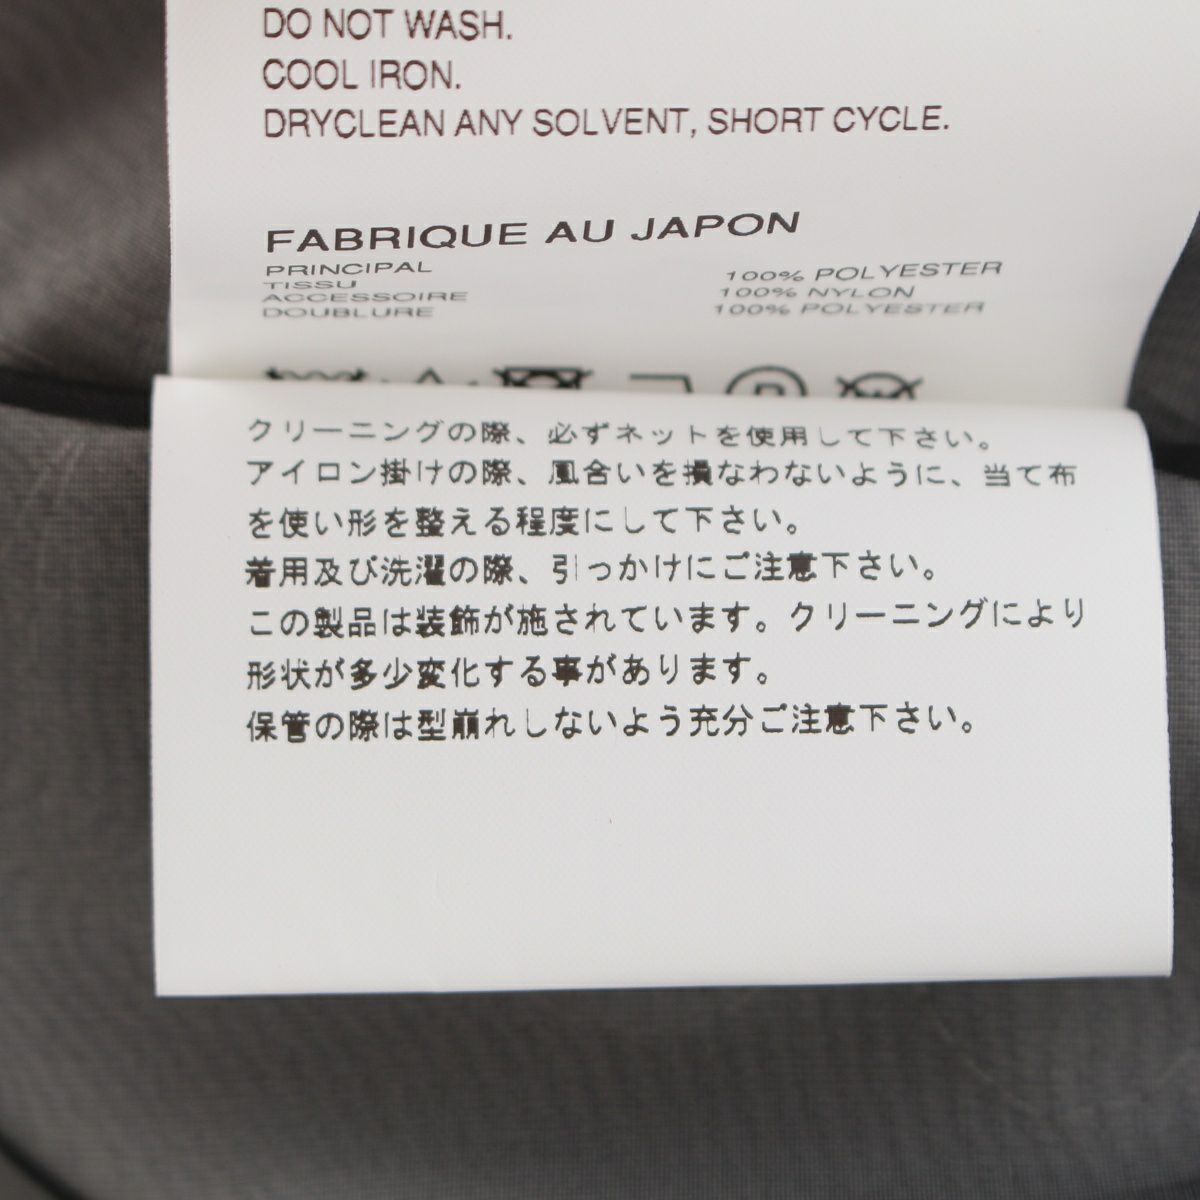 DO NOT WASH.
COOL IRON.
DRYCLEAN ANY SOLVENT, SHORT CYCLE.
FABRIQUE AU JAPON
PRINCIPAL 100% POLYESTER
TISSU
ACCESSOIRE 100% NYLON
DOUBLURE 100% POLYESTER
クリーニングの際、必ずネットを使用して下さい。
アイロン掛けの際、風合いを損なわないように、当て布
を使い形を整える程度にして下さい。
着用及び洗濯の際、引っかけにご注意下さい。
この製品は装飾が施されています。クリーニングにより
形状が多少変化する事があります。
保管の際は型崩れしないよう充分ご注意下さい。